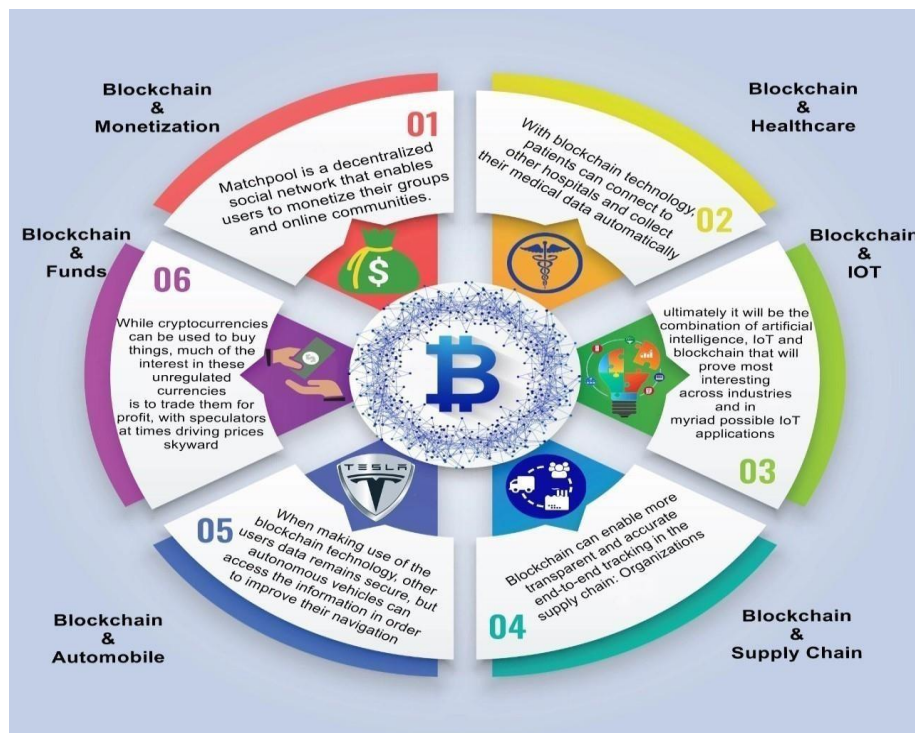 Blockchain
&
Monetization
01
Matchpool is a decentralized
social network that enables
users to monetize their groups
and online communities.
$
Blockchain
&
Healthcare
With blockchain technology,
patients can connect to
other hospitals and collect
their medical data automatically
02
Blockchain
&
IOT
ultimately it will be the
combination of artificial
intelligence, IoT and
blockchain that will
prove most
interesting
across industries
and in
myriad possible IoT
applications
03
Blockchain can enable more
transparent and accurate
end-to-end tracking in the
supply chain: Organizations
04
Blockchain
&
Supply Chain
TESLA
05
When making use of the
blockchain technology, other
users data remains secure, but
autonomous vehicles can
access the information in order
to improve their navigation
Blockchain
&
Automobile
Blockchain
&
Funds
06
While cryptocurrencies
can be used to buy
things, much of the
interest in these
unregulated
currencies
is to trade them for
profit, with speculators
at times driving prices
skyward
$
B